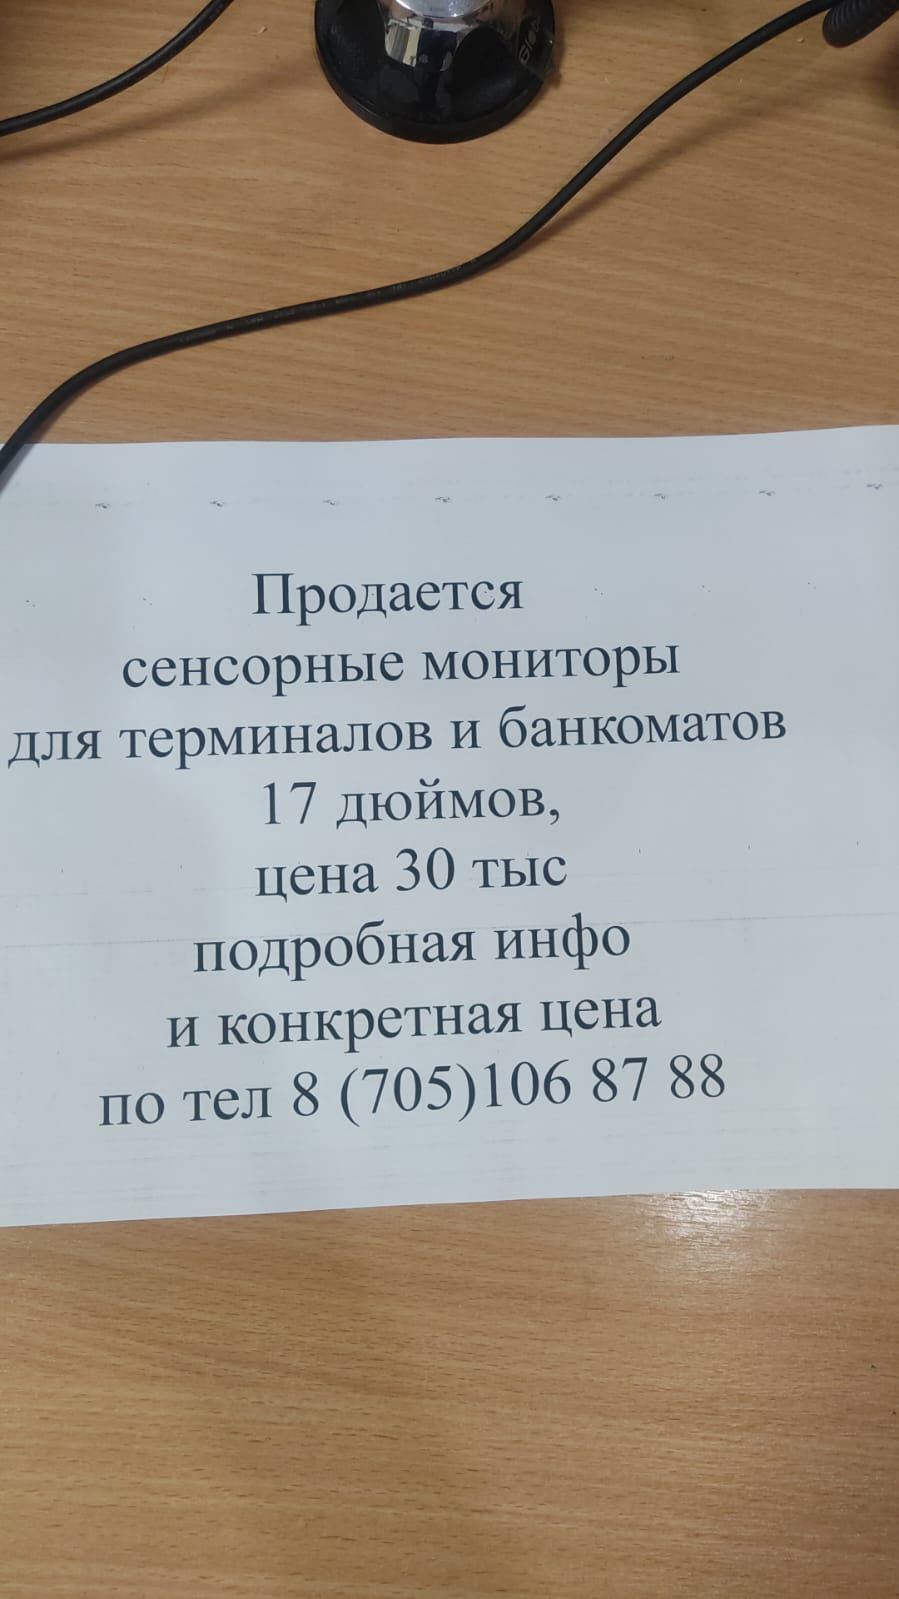 Продается
сенсорные мониторы
для терминалов и банкоматов
17 дюймов,
цена 30 тыс
подробная инфо
и конкретная цена
по тел 8 (705)106 87 88